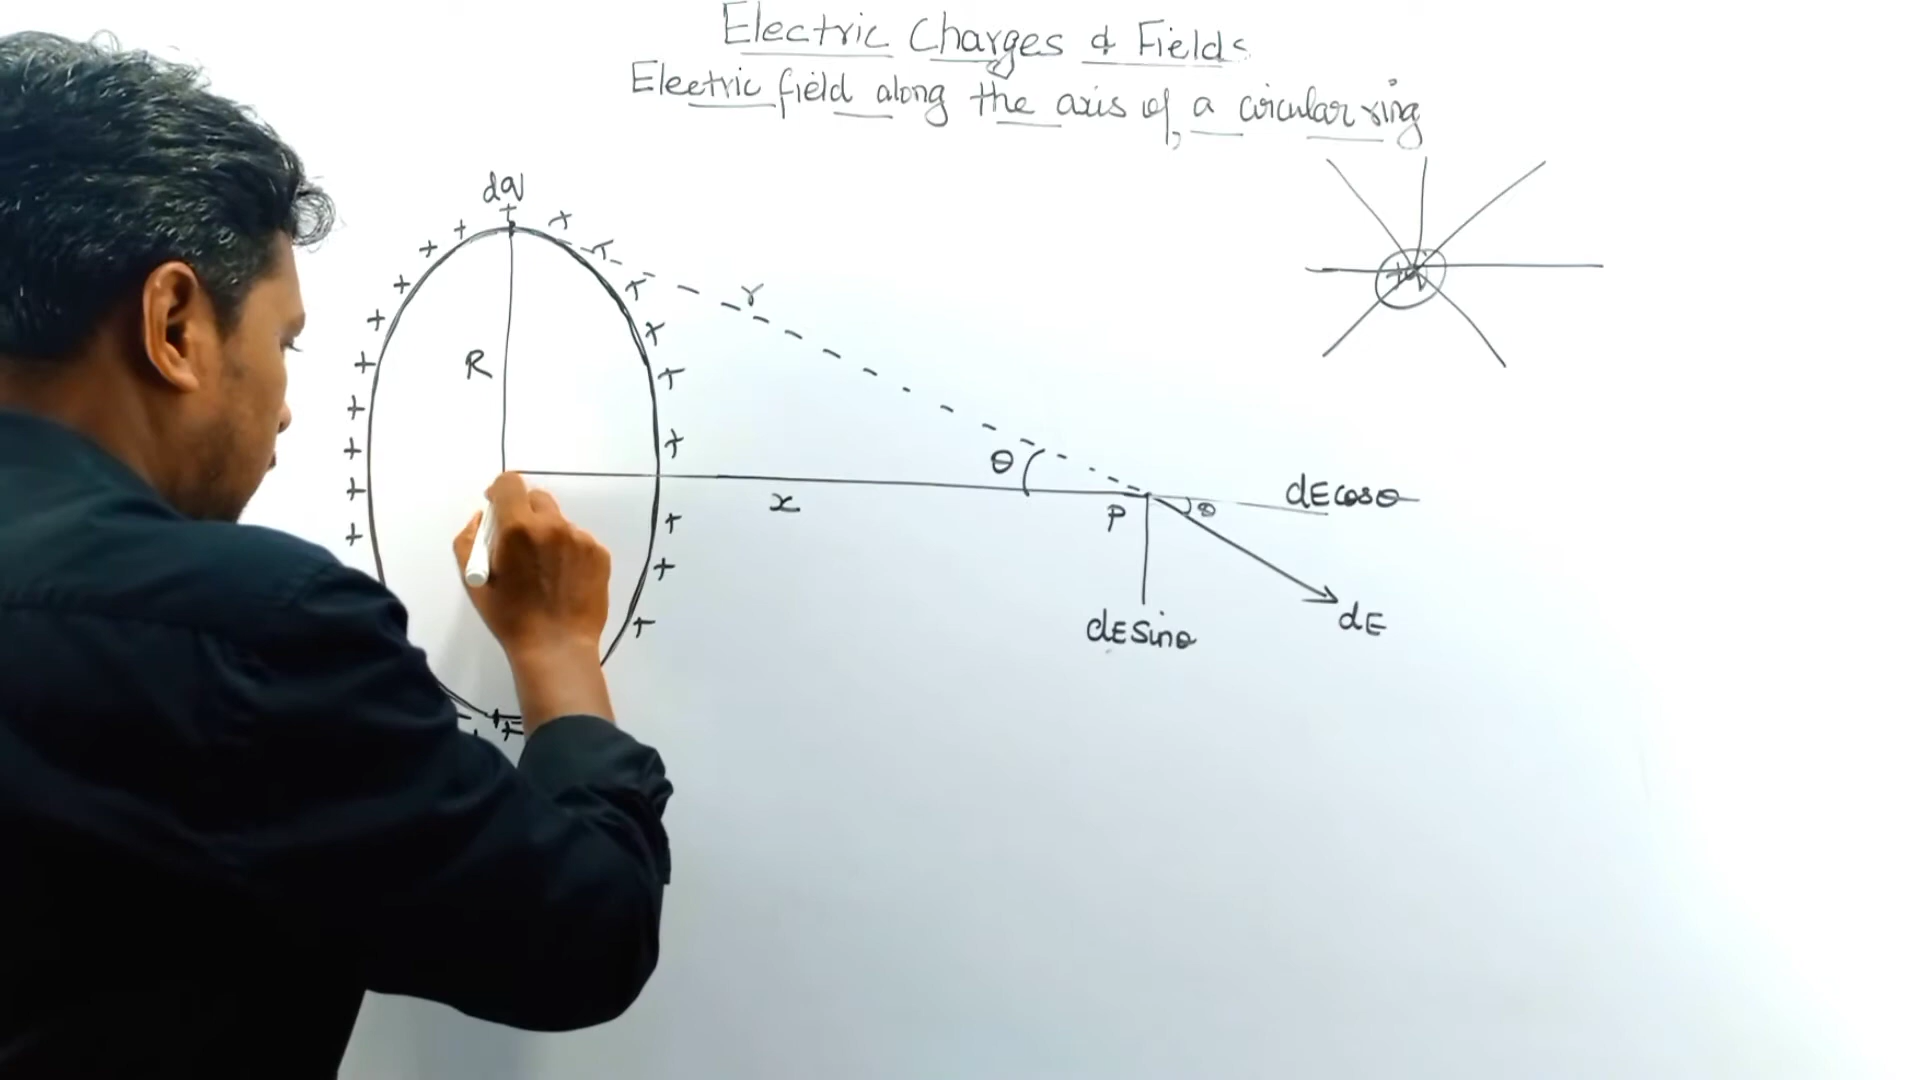 Electric Charges & Fields
Electric field along the axis of a circular ring
dq
r
R
+q
θ
x
P
θ
dEcosθ
dEsinθ
dE